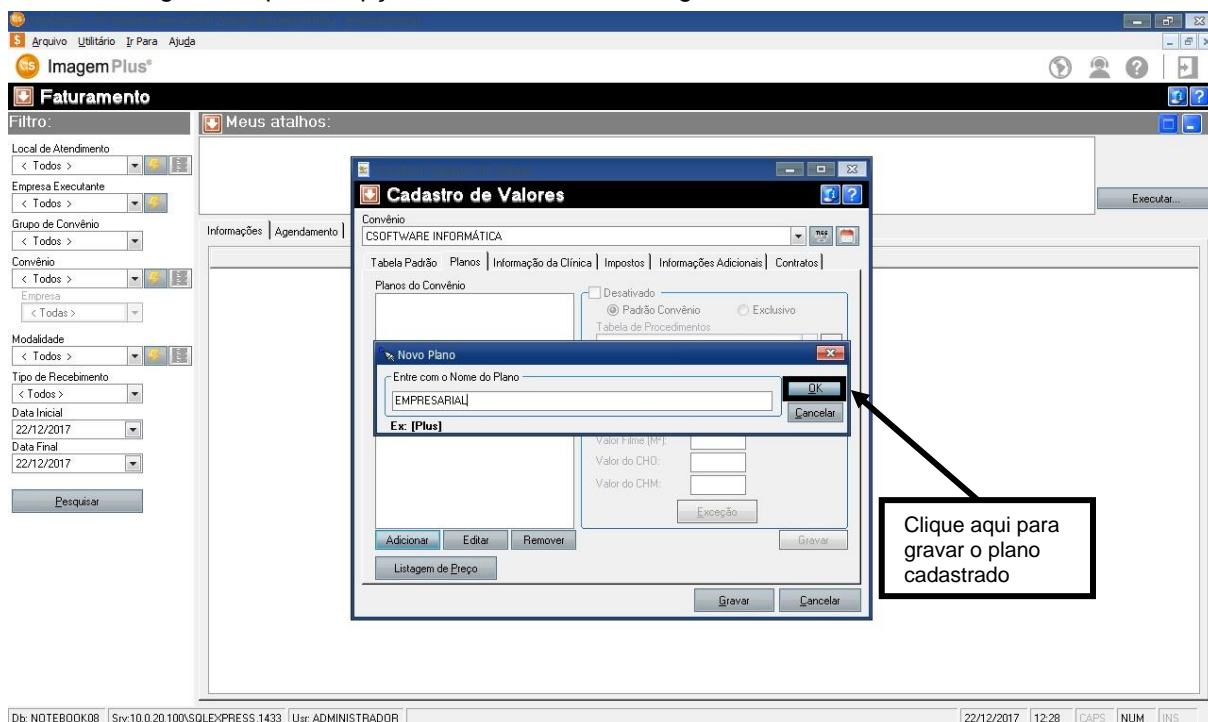 Arquivo Utilitário Ir Para Ajuda
ImagemPlus®
Faturamento
Filtro:
Meus atalhos:
Local de Atendimento
< Todos >
Empresa Executante
< Todos >
Executar...
Grupo de Convênio
< Todos >
Informações Agendamento
Convênio
< Todos >
Empresa
< Todas >
Modalidade
< Todos >
Tipo de Recebimento
< Todos >
Data Inicial
22/12/2017
Data Final
22/12/2017
Pesquisar
Cadastro de Valores
Convênio
CSOFTWARE INFORMÁTICA
Tabela Padrão Planos Informação da Clínica Impostos Informações Adicionais Contratos
Planos do Convênio
Desativado
Padrão Convênio Exclusivo
Tabela de Procedimentos
Novo Plano
Entre com o Nome do Plano
EMPRESARIAL
OK
Cancelar
Ex: [Plus]
Valor Filme (M²):
Valor do CHO:
Valor do CHM:
Exceção
Adicionar Editar Remover
Gravar
Listagem de Preço
Gravar Cancelar
Clique aqui para
gravar o plano
cadastrado
Db: NOTEBOOK08 Srv:10.0.20.100\SQLEXPRESS,1433 Usr: ADMINISTRADOR 22/12/2017 12:28 CAPS NUM INS